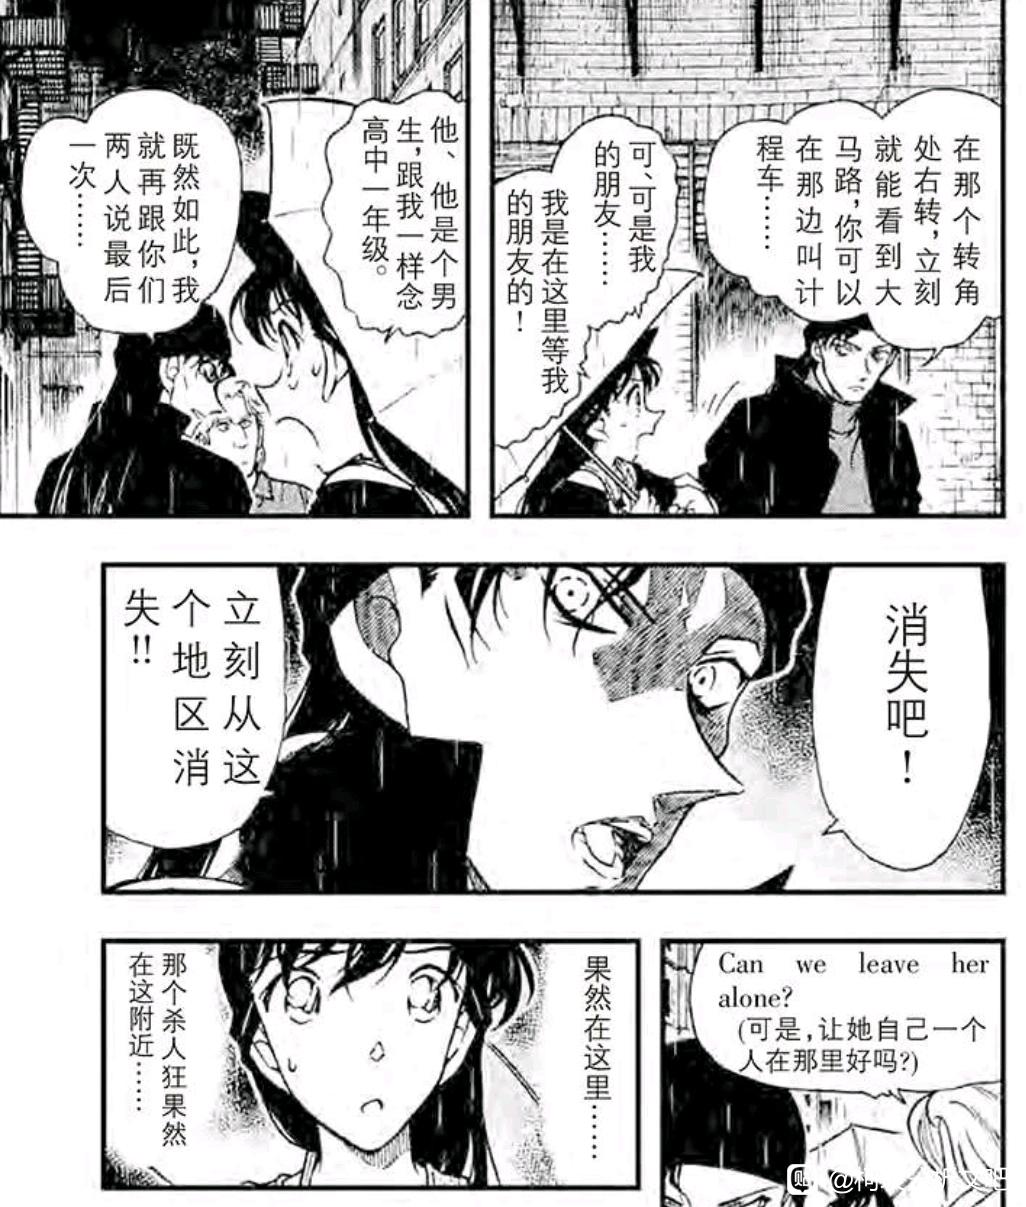 在那个转角
处右转，立刻
就能看到大
马路，你可以
在那边叫计
程车……
可、可是我
的朋友……
我是在这里等我
的朋友的！
他、他是个男
生，跟我一样念
高中一年级。
既然如此，我
就再跟你们
两人说最后
一次……
消失吧！
立刻从这
个地区消
失!!
Can we leave her
alone?
(可是，让她自己一个
人在那里好吗?)
果然在这里……
那个杀人狂果然
在这附近……